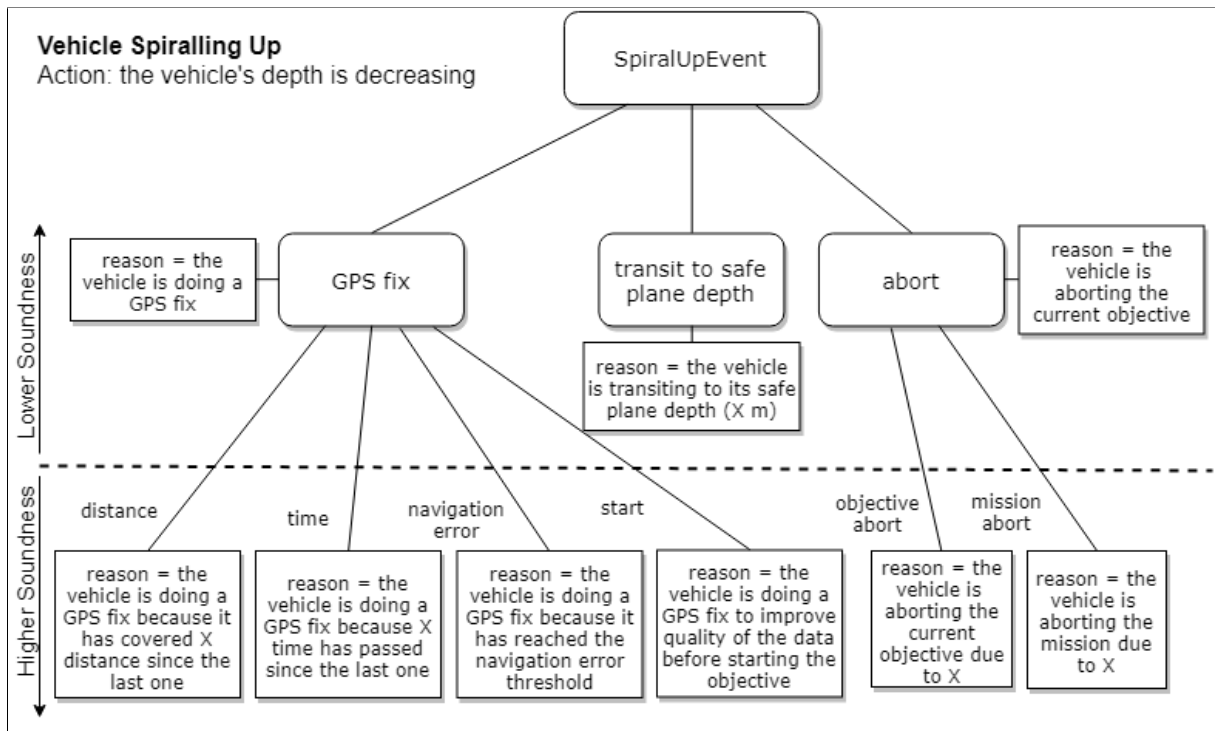 Vehicle Spiralling Up
Action: the vehicle's depth is decreasing
SpiralUpEvent
Lower Soundness
reason = the
vehicle is doing a
GPS fix
GPS fix
transit to safe
plane depth
reason = the vehicle
is transiting to its safe
plane depth (X m)
abort
reason = the
vehicle is
aborting the
current objective
Higher Soundness
distance
time
navigation
error
start
objective
abort
mission
abort
reason = the
vehicle is doing a
GPS fix because it
has covered X
distance since the
last one
reason = the
vehicle is doing a
GPS fix because X
time has passed
since the last one
reason = the
vehicle is doing a
GPS fix because it
has reached the
navigation error
threshold
reason = the
vehicle is doing a
GPS fix to improve
quality of the data
before starting the
objective
reason = the
vehicle is
aborting the
current
objective due
to X
reason = the
vehicle is
aborting the
mission due
to X